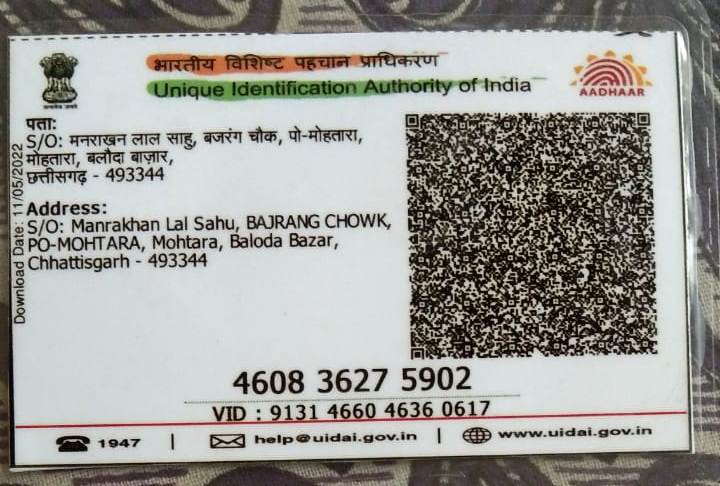 भारतीय विशिष्ट पहचान प्राधिकरण
Unique Identification Authority of India
AADHAAR
पता:
S/O: मनराखन लाल साहु, बजरंग चौक, पो-मोहतारा,
मोहतारा, बलौदा बाज़ार,
छत्तीसगढ़ - 493344
Address:
S/O: Manrakhan Lal Sahu, BAJRANG CHOWK,
PO-MOHTARA, Mohtara, Baloda Bazar,
Chhattisgarh - 493344
Download Date: 11/05/2022
4608 3627 5902
VID : 9131 4660 4636 0617
1947 | help@uidai.gov.in | www.uidai.gov.in